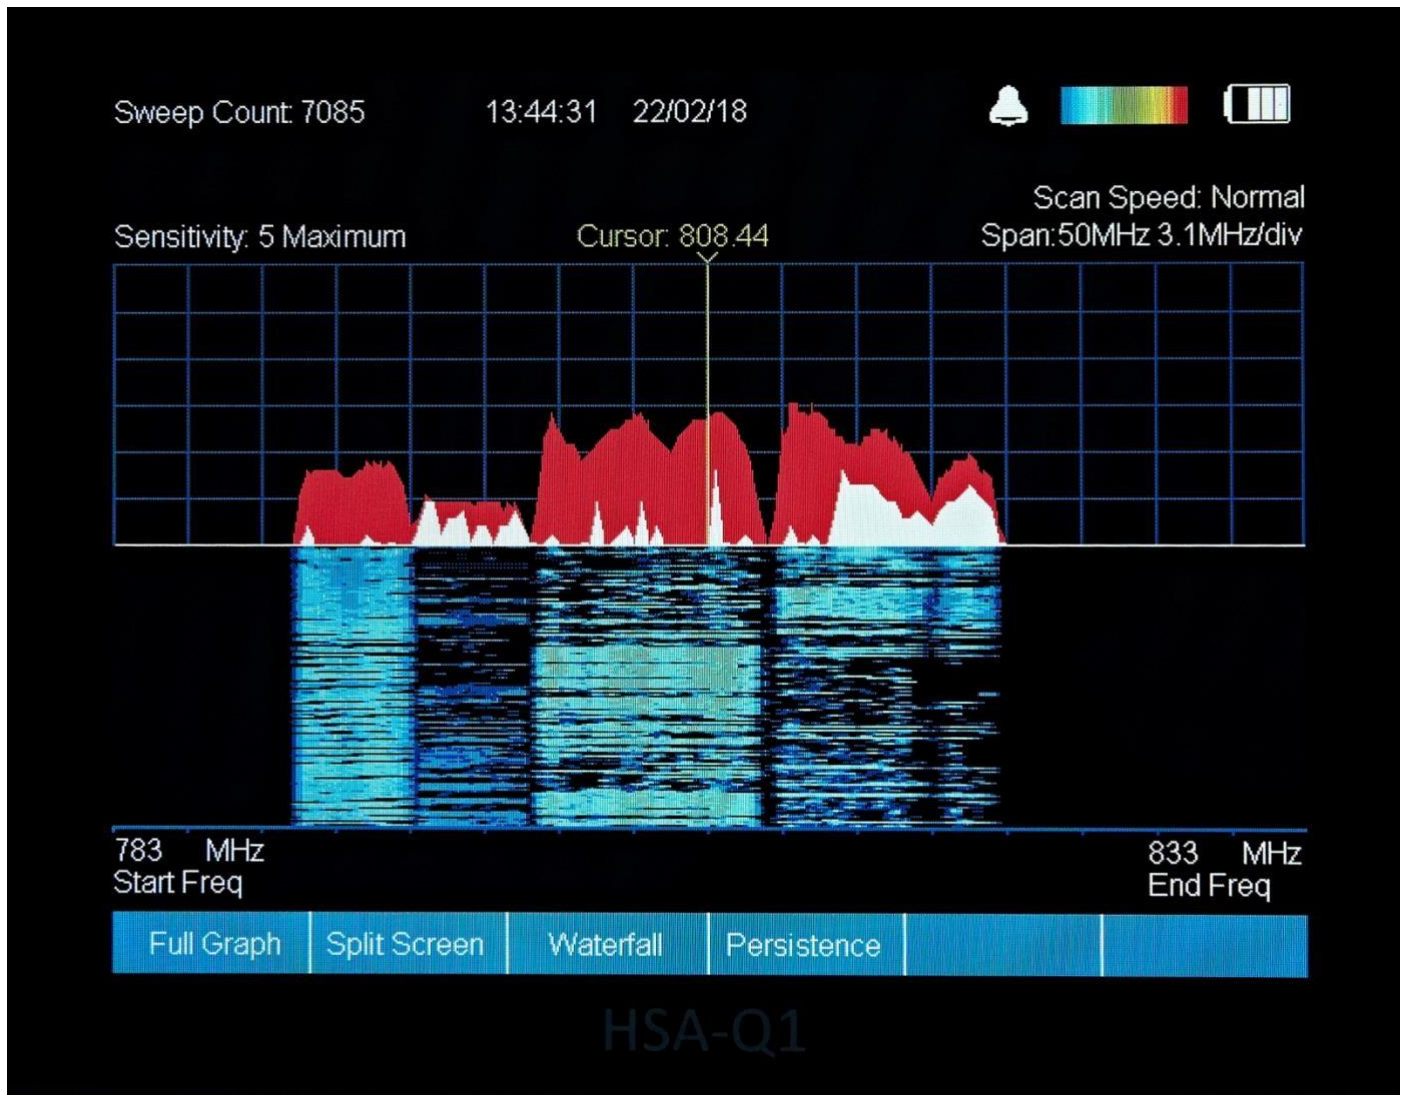 Sweep Count: 7085 13:44:31 22/02/18
Scan Speed: Normal
Sensitivity: 5 Maximum Cursor: 808.44 Span:50MHz 3.1MHz/div
783 MHz 833 MHz
Start Freq End Freq
Full Graph Split Screen Waterfall Persistence
HSA-Q1